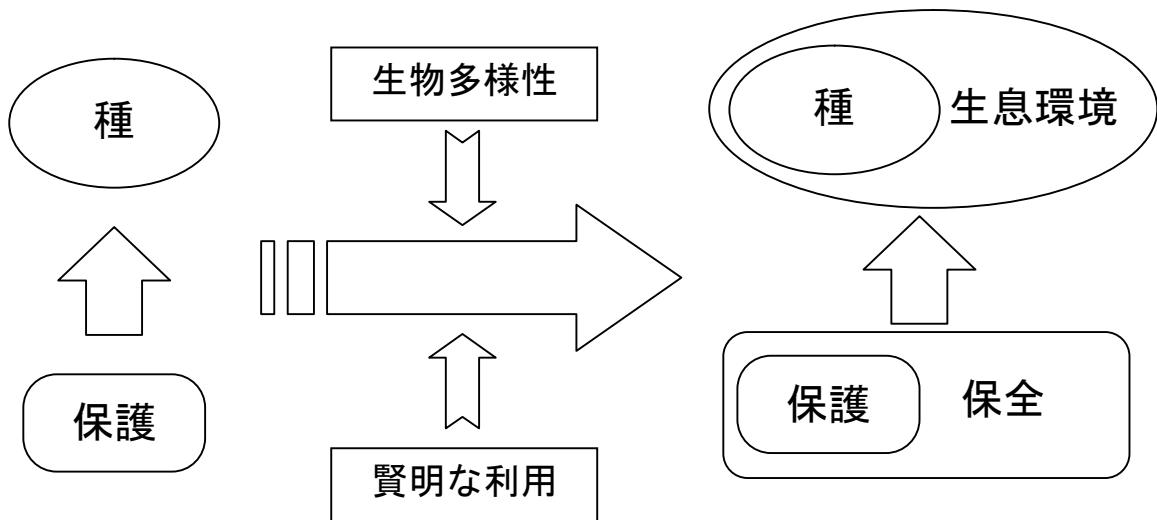 種
保護
生物多様性
賢明な利用
種 生息環境
保護 保全